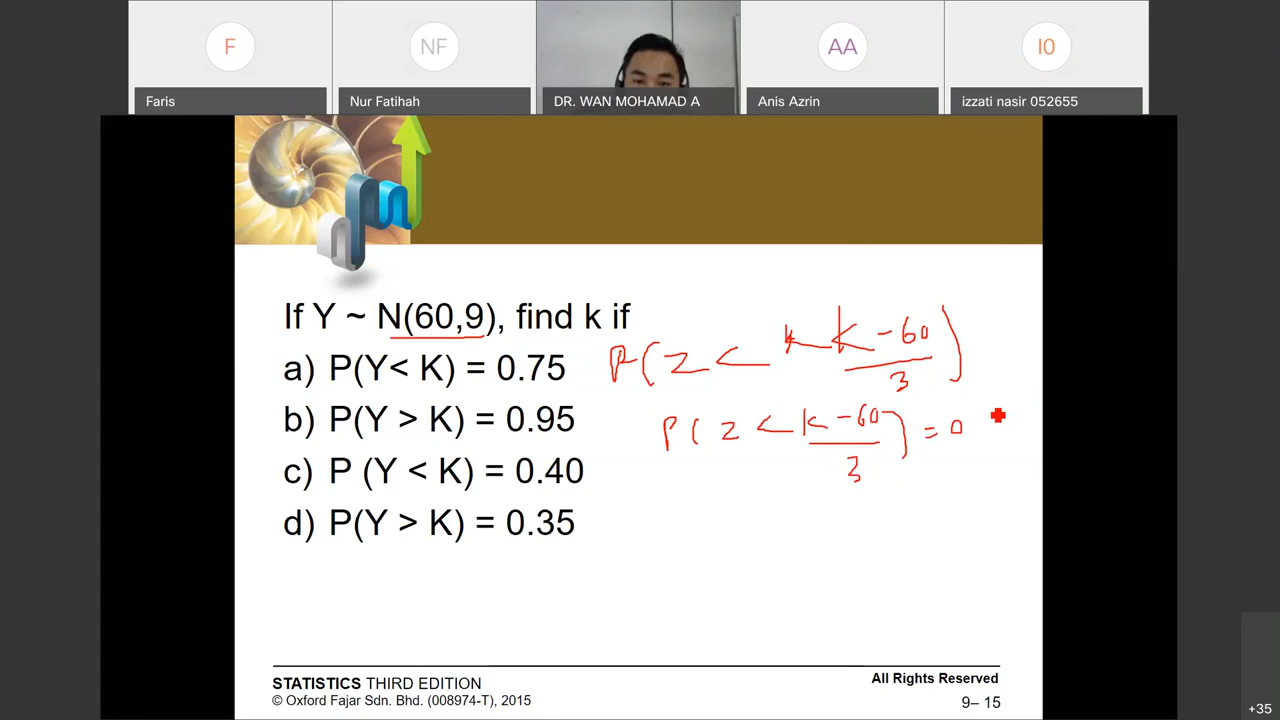 F
NF
AA
I0
Faris
Nur Fatihah
DR. WAN MOHAMAD A
Anis Azrin
izzati nasir 052655
If Y ~ N(60,9), find k if
a) P(Y< K) = 0.75
b) P(Y > K) = 0.95
c) P (Y < K) = 0.40
d) P(Y > K) = 0.35
P(Z < k k-60
3)
P(Z < k-60
3) = 0
STATISTICS THIRD EDITION
© Oxford Fajar Sdn. Bhd. (008974-T), 2015
All Rights Reserved
9– 15
+35